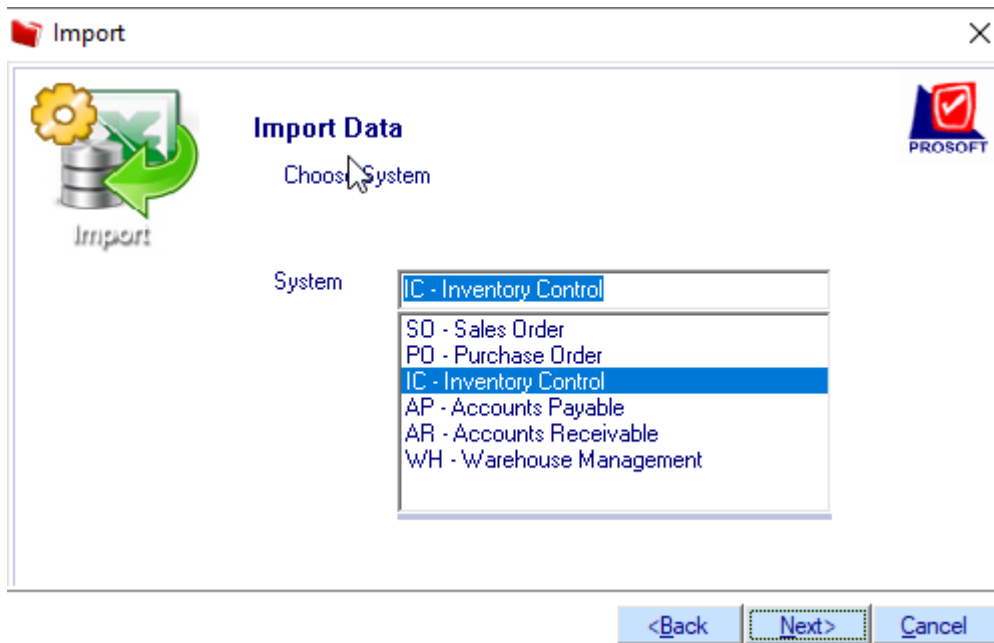 Import
Import Data
PROSOFT
Choose System
Import
System
IC - Inventory Control
SO - Sales Order
PO - Purchase Order
IC - Inventory Control
AP - Accounts Payable
AR - Accounts Receivable
WH - Warehouse Management
<Back
Next>
Cancel